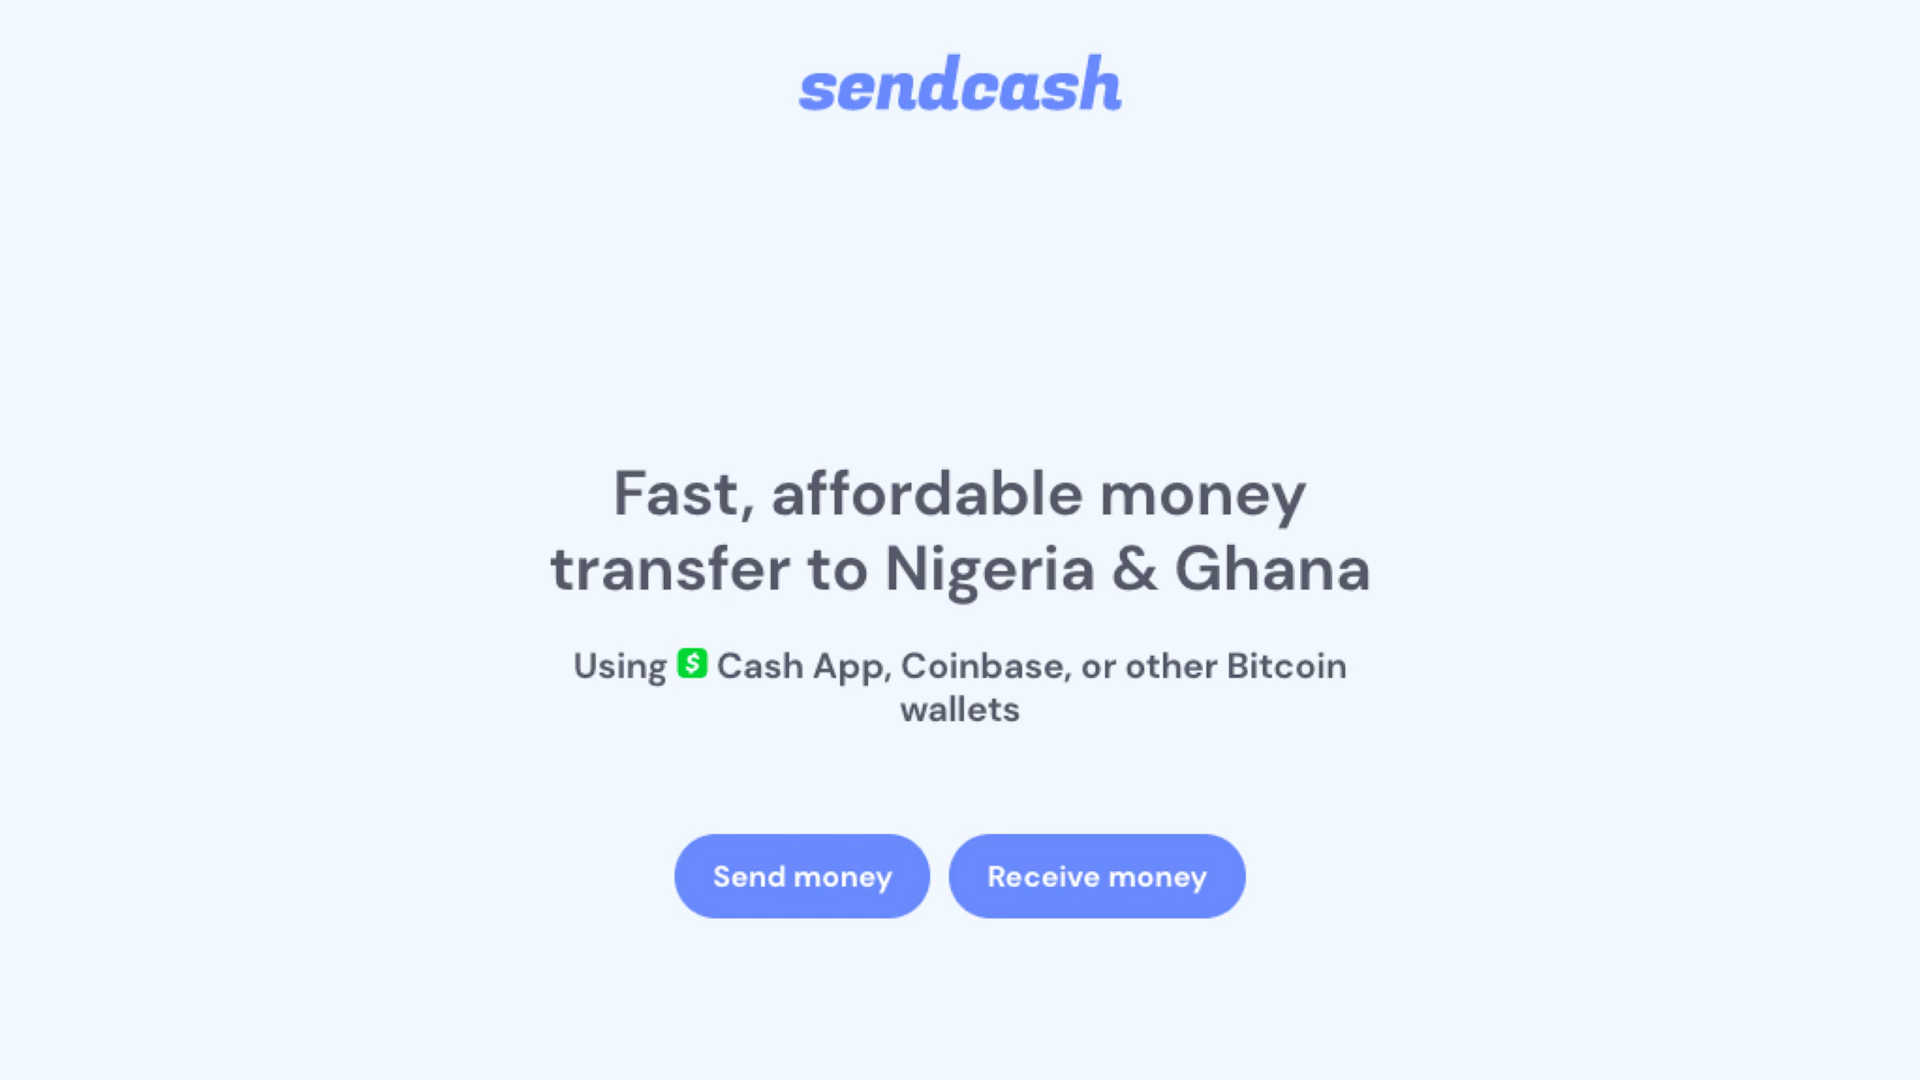 sendcash
Fast, affordable money
transfer to Nigeria & Ghana
Using $ Cash App, Coinbase, or other Bitcoin
wallets
Send money
Receive money